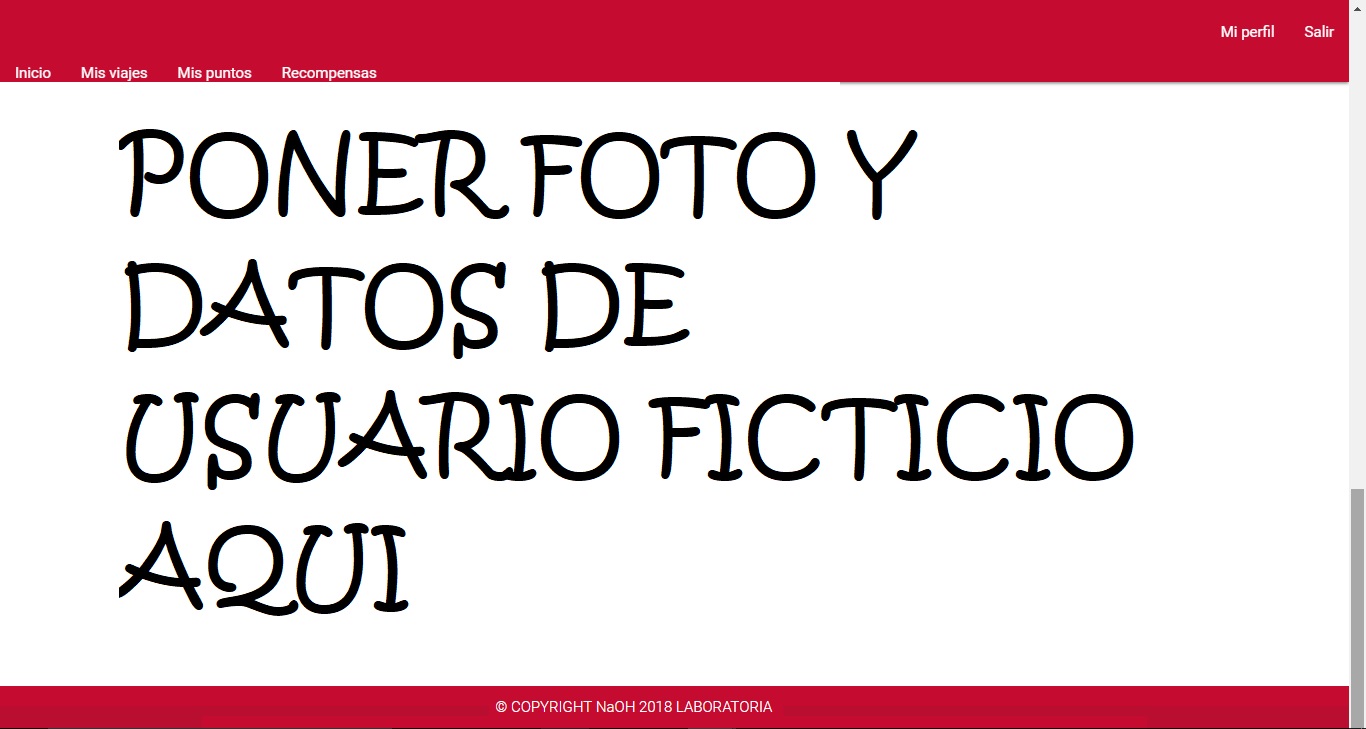 Mi perfil Salir
Inicio Mis viajes Mis puntos Recompensas
PONER FOTO Y
DATOS DE
USUARIO FICTICIO
AQUI
© COPYRIGHT NaOH 2018 LABORATORIA